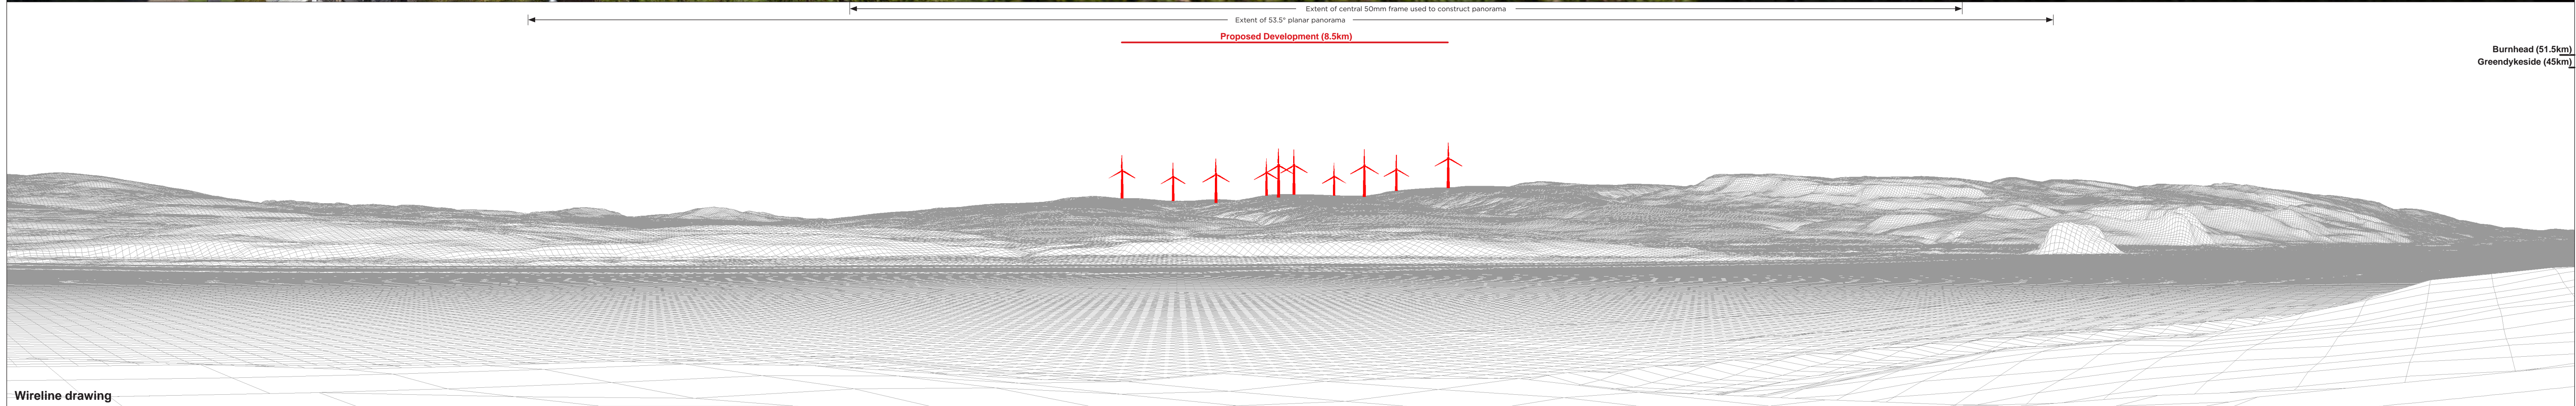 Extent of central 50mm frame used to construct panorama
Extent of 53.5° planar panorama
Proposed Development (8.5km)
Burnhead (51.5km)
Greendykeside (45km)
Wireline drawing